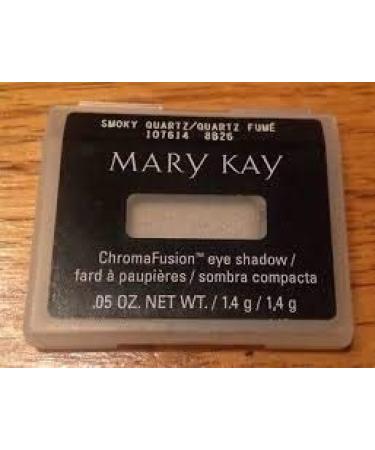 SMOKY QUARTZ/QUARTZ FUMÉ
107614 8B26
MARY KAY
ChromaFusion™ eye shadow /
fard à paupières / sombra compacta
.05 OZ. NET WT. / 1.4 g / 1,4 g